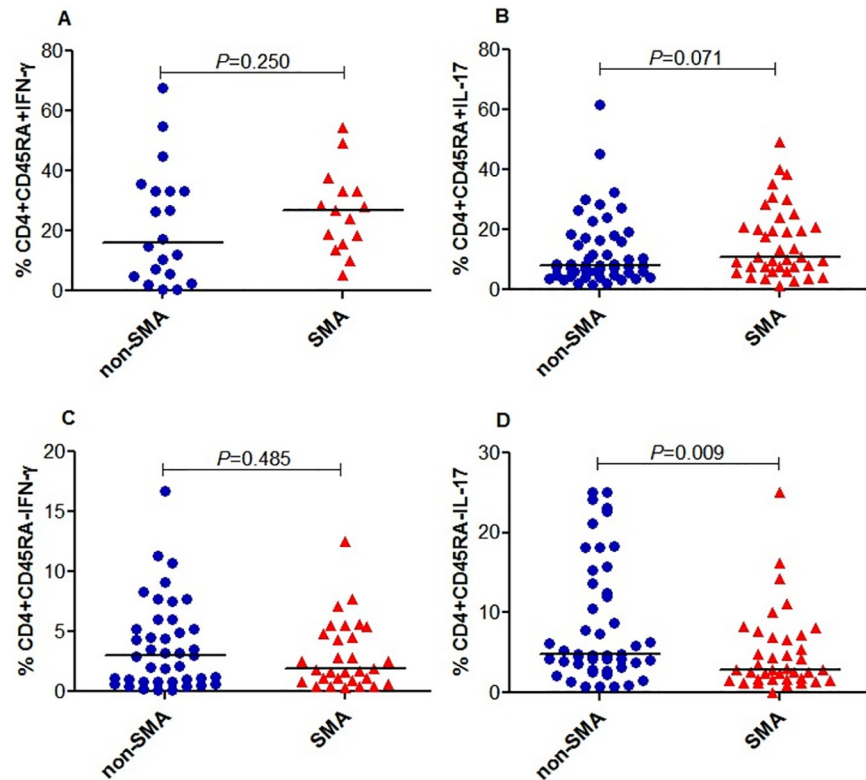 A
% CD4+CD45RA+IFN-γ
80
60
40
20
0
P=0.250
non-SMA
SMA
B
% CD4+CD45RA+IL-17
80
60
40
20
0
P=0.071
non-SMA
SMA
C
% CD4+CD45RA-IFN-γ
20
15
10
5
0
P=0.485
non-SMA
SMA
D
% CD4+CD45RA-IL-17
30
20
10
0
P=0.009
non-SMA
SMA